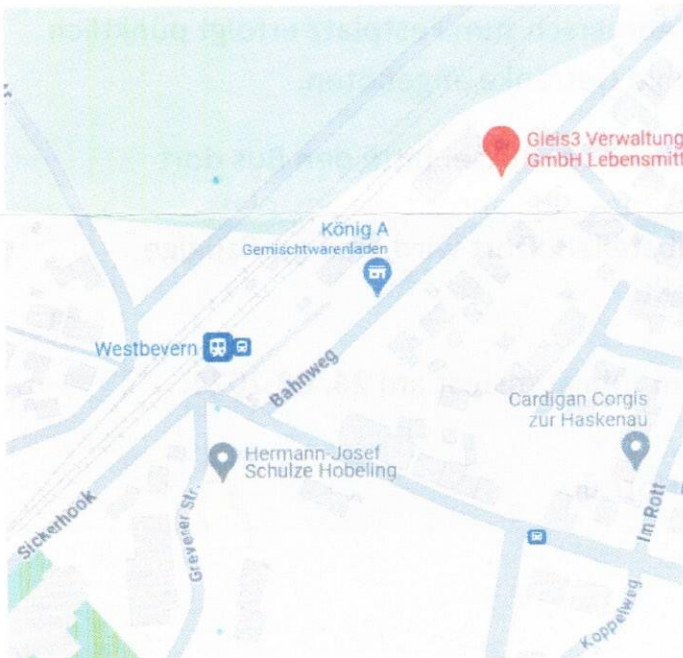 Gleis3 Verwaltung
GmbH Lebensmitt
König A
Gemischtwarenladen
Westbevern
Bahnweg
Cardigan Corgis
zur Haskenau
Hermann-Josef
Schulze Hobeling
Sickerhook
Grevener Str.
Im Rott
Koppelweg